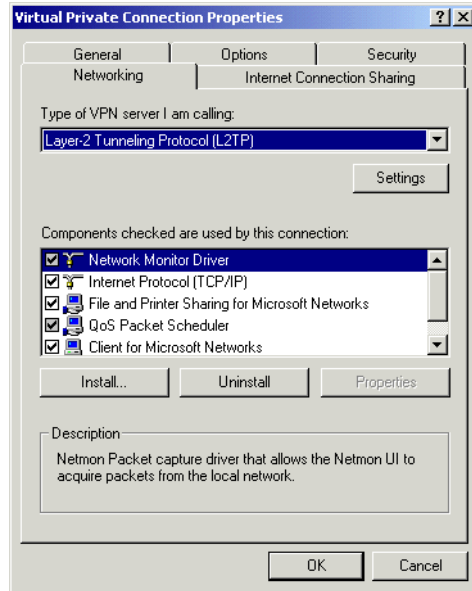 Virtual Private Connection Properties
General Options Security
Networking Internet Connection Sharing
Type of VPN server I am calling:
Layer-2 Tunneling Protocol (L2TP)
Settings
Components checked are used by this connection:
Network Monitor Driver
Internet Protocol (TCP/IP)
File and Printer Sharing for Microsoft Networks
QoS Packet Scheduler
Client for Microsoft Networks
Install... Uninstall Properties
Description
Netmon Packet capture driver that allows the Netmon UI to
acquire packets from the local network.
OK Cancel